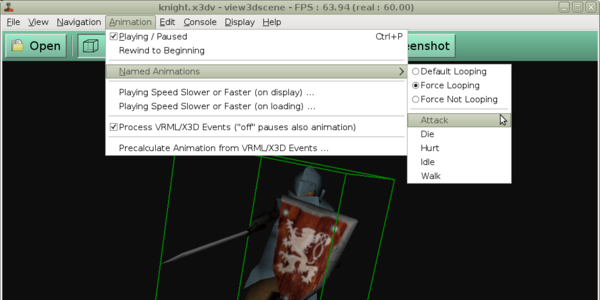 knight.x3dv - view3dscene - FPS : 63.94 (real : 60.00)
File View Navigation Animation Edit Console Display Help
Open
Playing / Paused Ctrl+P
Rewind to Beginning
Named Animations
Playing Speed Slower or Faster (on display) ...
Playing Speed Slower or Faster (on loading) ...
Process VRML/X3D Events ("off" pauses also animation)
Precalculate Animation from VRML/X3D Events ...
Default Looping
Force Looping
Force Not Looping
Attack
Die
Hurt
Idle
Walk